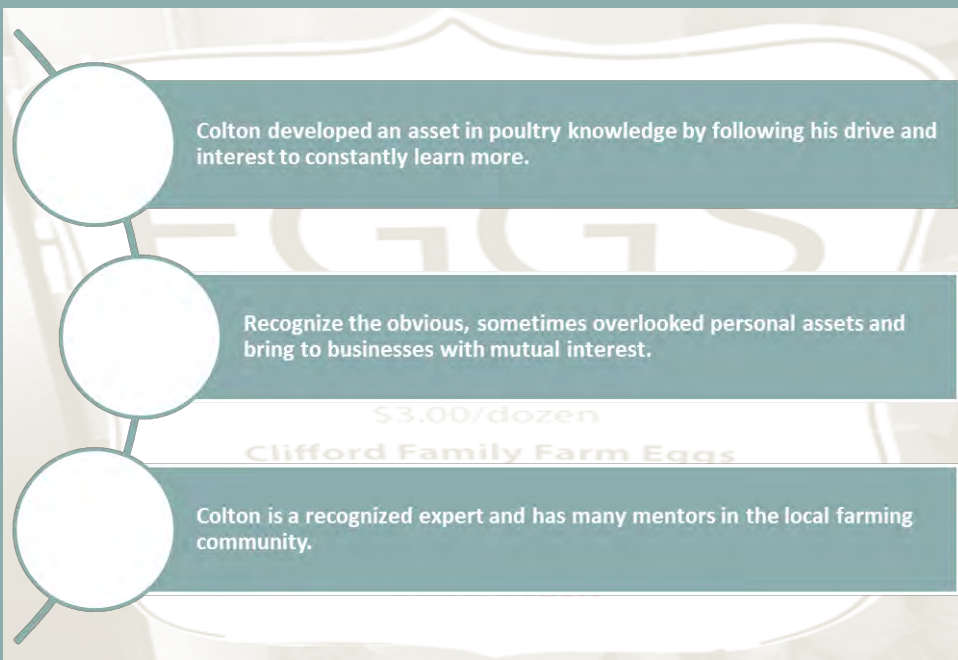 Colton developed an asset in poultry knowledge by following his drive and
interest to constantly learn more.
EGGS
Recognize the obvious, sometimes overlooked personal assets and
bring to businesses with mutual interest.
$3.00/dozen
Clifford Family Farm Eggs
Colton is a recognized expert and has many mentors in the local farming
community.